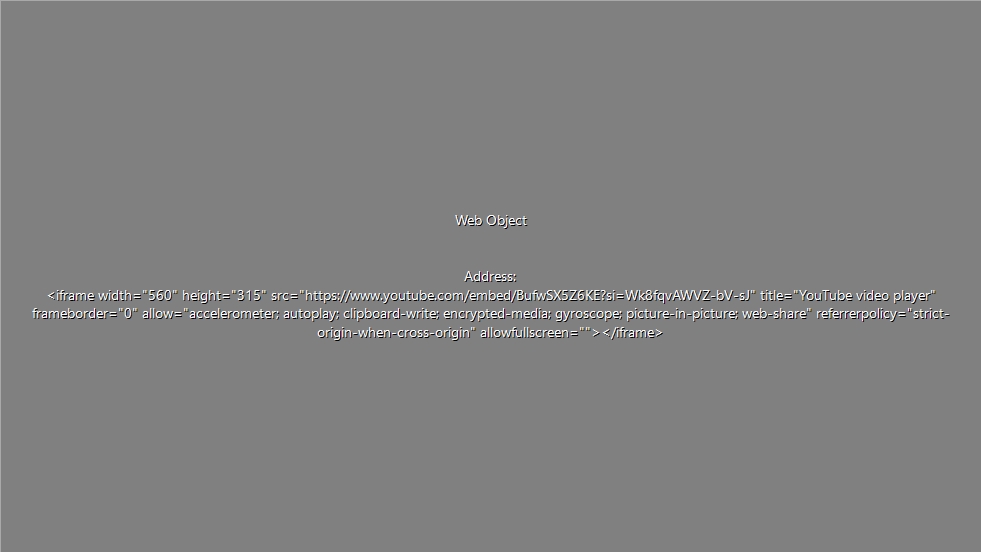 Web Object
Address:
<iframe width="560" height="315" src="https://www.youtube.com/embed/BufwSX5Z6KE?si=Wk8fqvAWVZ-bV-sJ" title="YouTube video player"
frameborder="0" allow="accelerometer; autoplay; clipboard-write; encrypted-media; gyroscope; picture-in-picture; web-share" referrerpolicy="strict-
origin-when-cross-origin" allowfullscreen=""></iframe>